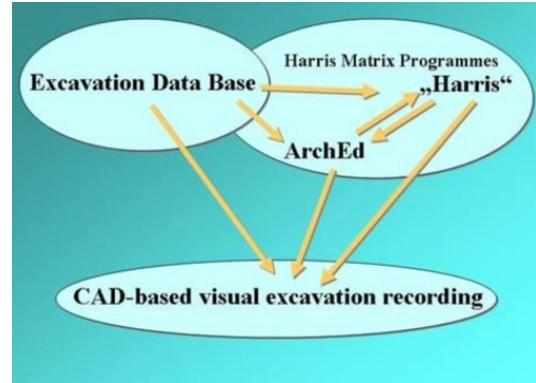 Harris Matrix Programmes
Excavation Data Base
„Harris“
ArchEd
CAD-based visual excavation recording